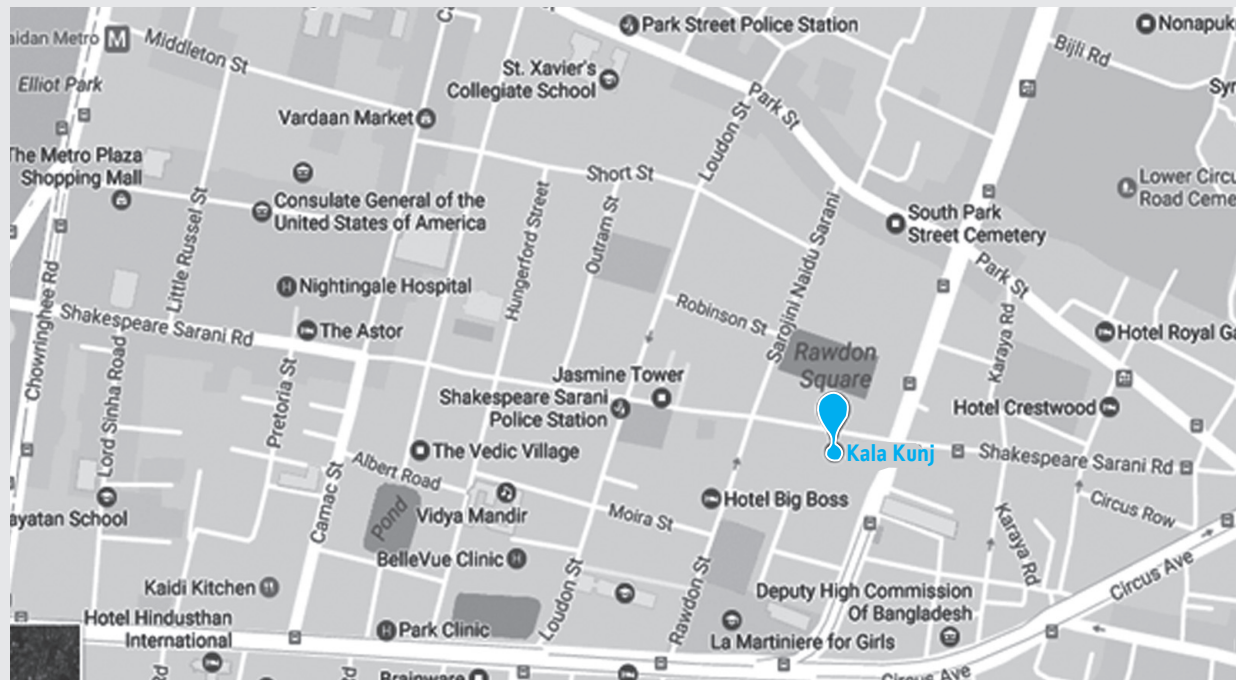 Park Street Police Station
Nonapuk
aidan Metro
M
Middleton St
Bijli Rd
St. Xavier's
Collegiate School
Elliot Park
Park St
Loudon St
Vardaan Market
The Metro Plaza
Shopping Mall
Short St
Lower Circu
Road Ceme
Consulate General of the
United States of America
Little Russel St
Hungerford Street
Outram St
Sarojini Naidu Sarani
South Park
Street Cemetery
Park St
Chowringhee Rd
Nightingale Hospital
Robinson St
Karaya Rd
Shakespeare Sarani Rd
The Astor
Hotel Royal Ga
Rawdon
Square
Lord Sinha Road
Pretoria St
Jasmine Tower
Shakespeare Sarani
Police Station
Hotel Crestwood
The Vedic Village
Kala Kunj
Shakespeare Sarani Rd
Albert Road
Camac St
Pond
ayatan School
Vidya Mandir
Moira St
Hotel Big Boss
Circus Row
Karaya Rd
BelleVue Clinic
H
Kaidi Kitchen
Loudon St
Rawdon St
Deputy High Commission
Of Bangladesh
Circus Ave
Hotel Hindusthan
International
Park Clinic
La Martiniere for Girls
Brainware
Circus Ave